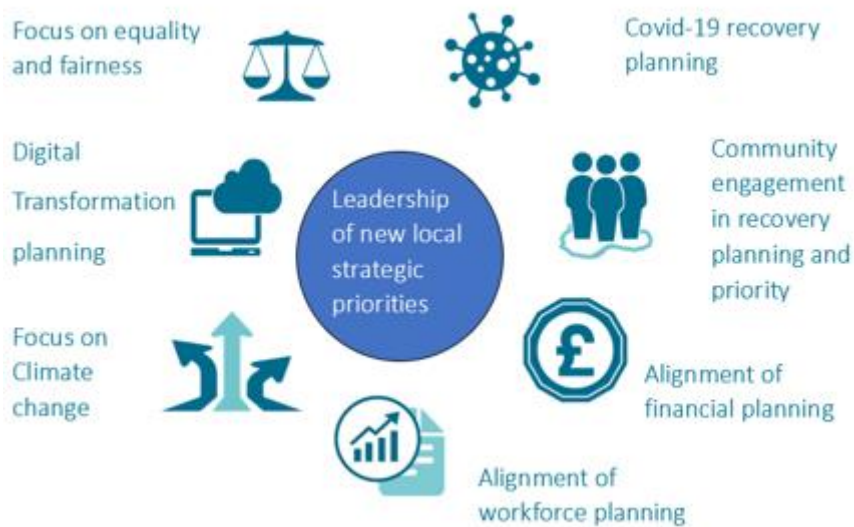 Focus on equality
and fairness
Covid-19 recovery
planning
Digital
Transformation
planning
Leadership
of new local
strategic
priorities
Community
engagement
in recovery
planning and
priority
Focus on
Climate
change
£
Alignment of
financial planning
Alignment of
workforce planning